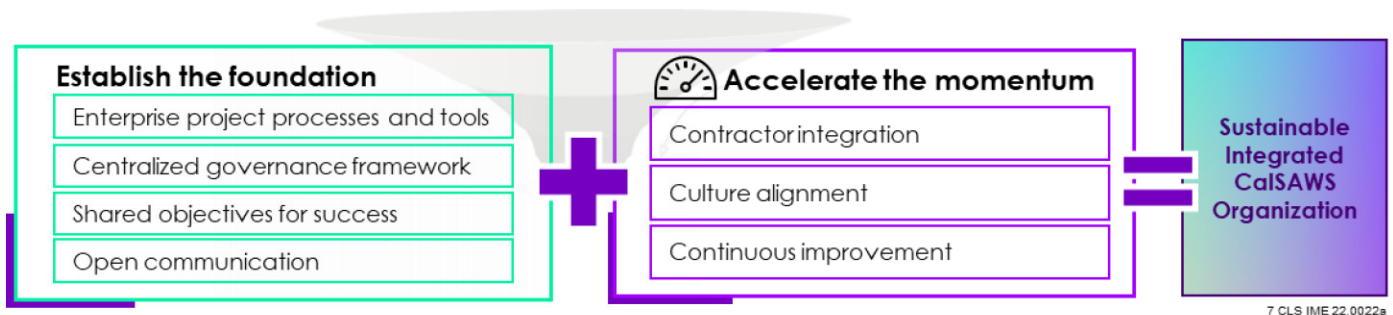 Establish the foundation
Enterprise project processes and tools
Centralized governance framework
Shared objectives for success
Open communication
Accelerate the momentum
Contractor integration
Culture alignment
Continuous improvement
Sustainable
Integrated
CalSAWS
Organization
7 CLS IME 22.0022a